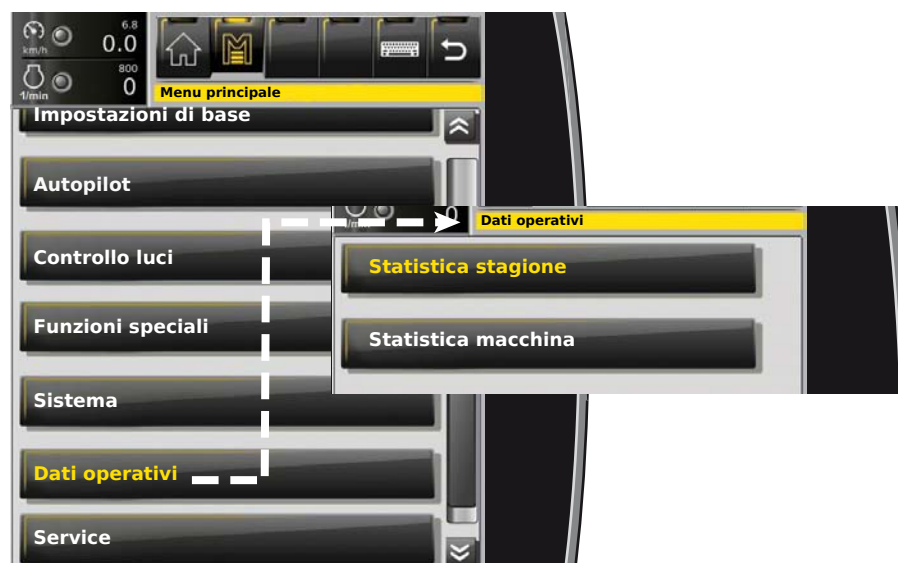 6.8
km/h 0.0
800
1/min 0
Menu principale
Impostazioni di base
Autopilot
Controllo luci
Funzioni speciali
Sistema
Dati operativi
Service
0
Dati operativi
Statistica stagione
Statistica macchina